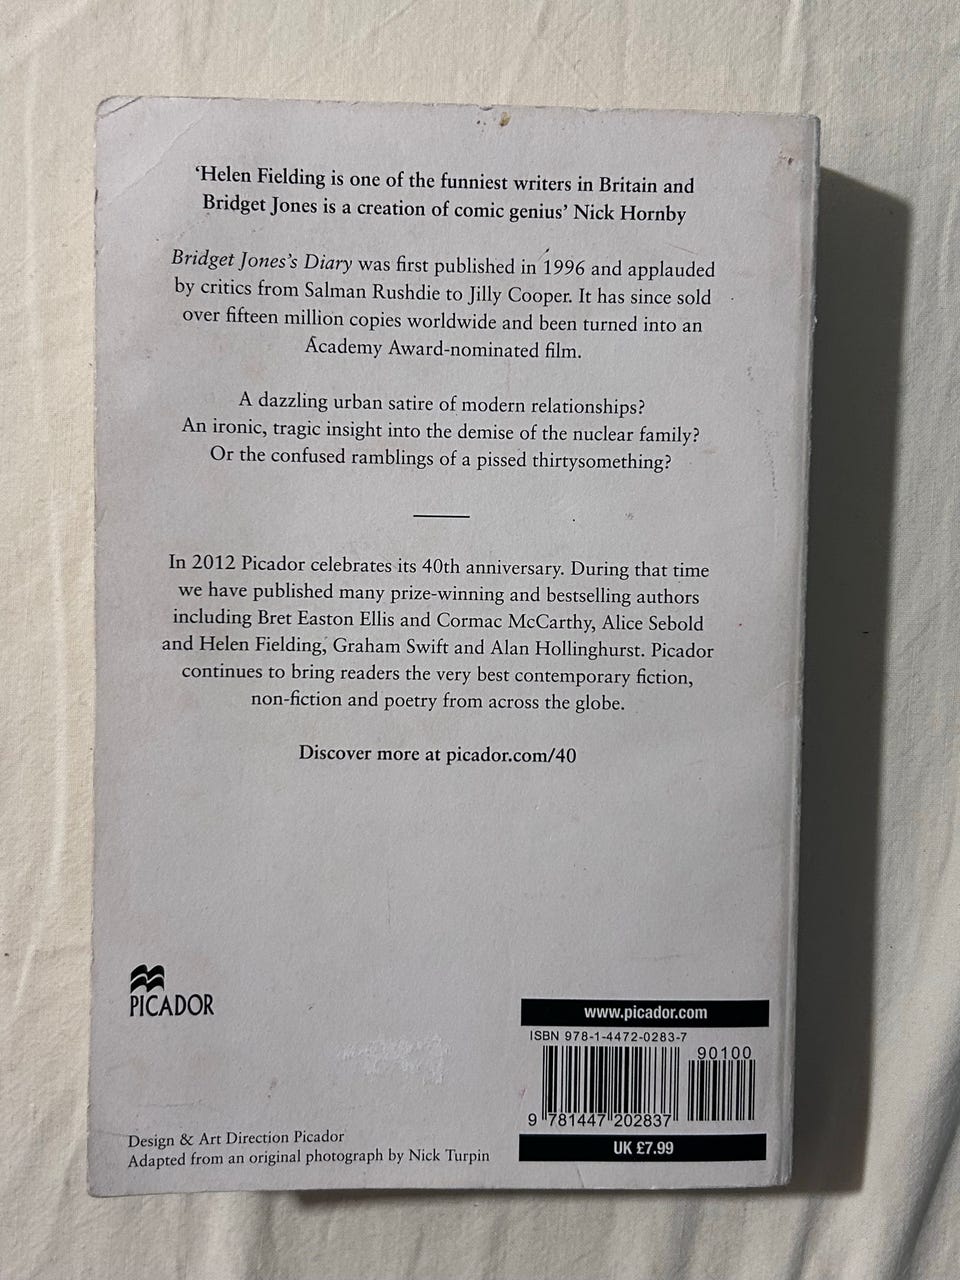 ‘Helen Fielding is one of the funniest writers in Britain and
Bridget Jones is a creation of comic genius’ Nick Hornby
Bridget Jones's Diary was first published in 1996 and applauded
by critics from Salman Rushdie to Jilly Cooper. It has since sold
over fifteen million copies worldwide and been turned into an
Academy Award-nominated film.
A dazzling urban satire of modern relationships?
An ironic, tragic insight into the demise of the nuclear family?
Or the confused ramblings of a pissed thirtysomething?
In 2012 Picador celebrates its 40th anniversary. During that time
we have published many prize-winning and bestselling authors
including Bret Easton Ellis and Cormac McCarthy, Alice Sebold
and Helen Fielding, Graham Swift and Alan Hollinghurst. Picador
continues to bring readers the very best contemporary fiction,
non-fiction and poetry from across the globe.
Discover more at picador.com/40
PICADOR
www.picador.com
ISBN 978-1-4472-0283-7
90100
9 781447 202837
UK £7.99
Design & Art Direction Picador
Adapted from an original photograph by Nick Turpin